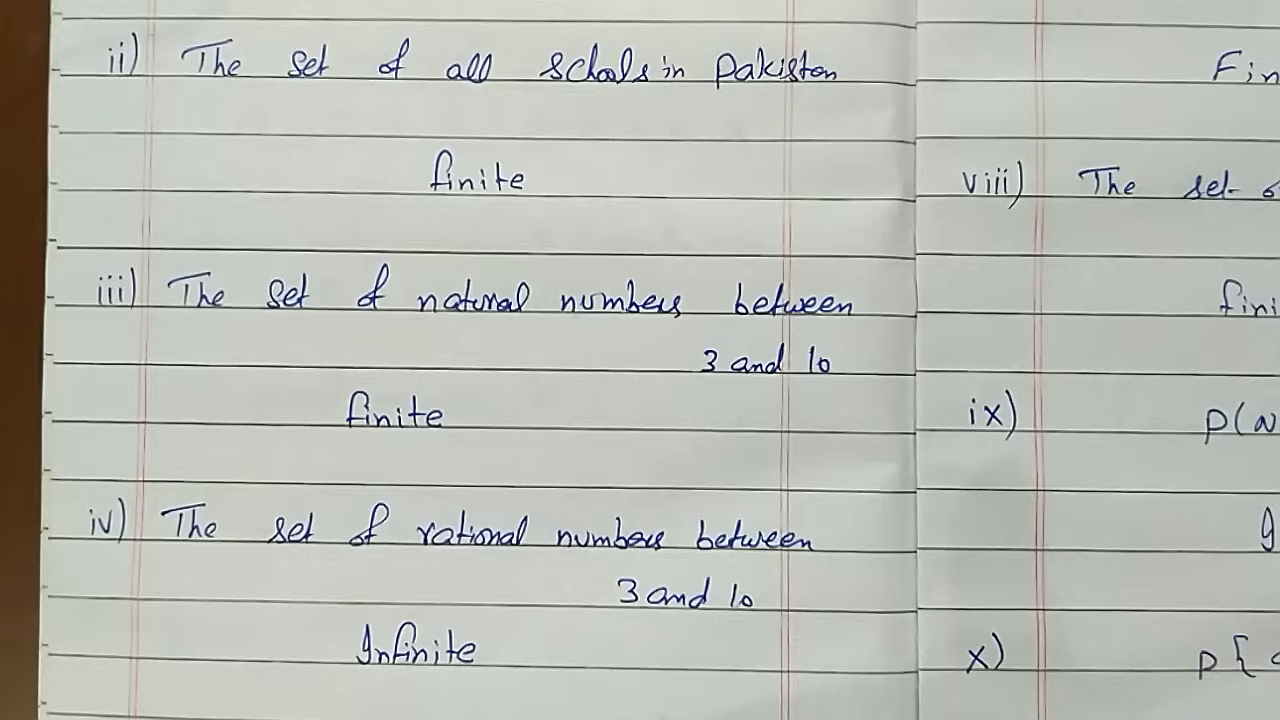 ii) The set of all schools in Pakistan
finite
iii) The set of natural numbers between
3 and 10
finite
iv) The set of rational numbers between
3 and 10
Infinite
Fin
viii) The set
fini
ix) P(N
x) P{